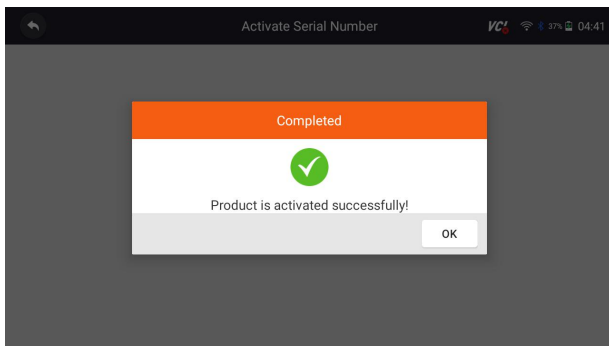 Activate Serial Number
VCI 37% 04:41
Completed
Product is activated successfully!
OK